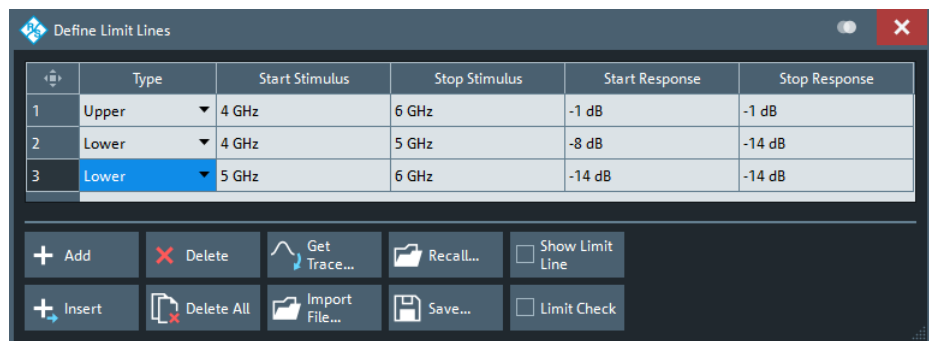 R&S Define Limit Lines
Type Start Stimulus Stop Stimulus Start Response Stop Response
1 Upper 4 GHz 6 GHz -1 dB -1 dB
2 Lower 4 GHz 5 GHz -8 dB -14 dB
3 Lower 5 GHz 6 GHz -14 dB -14 dB
Add Delete Get Trace... Recall... Show Limit Line
Insert Delete All Import File... Save... Limit Check